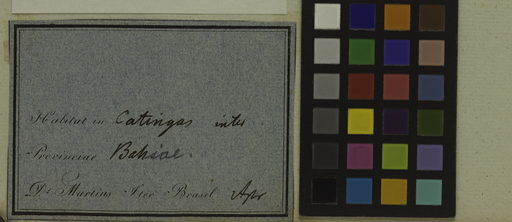 Habitat in Catingas inter
Provinciae Bahiae.
Dr Martius Iter Brasil Apr